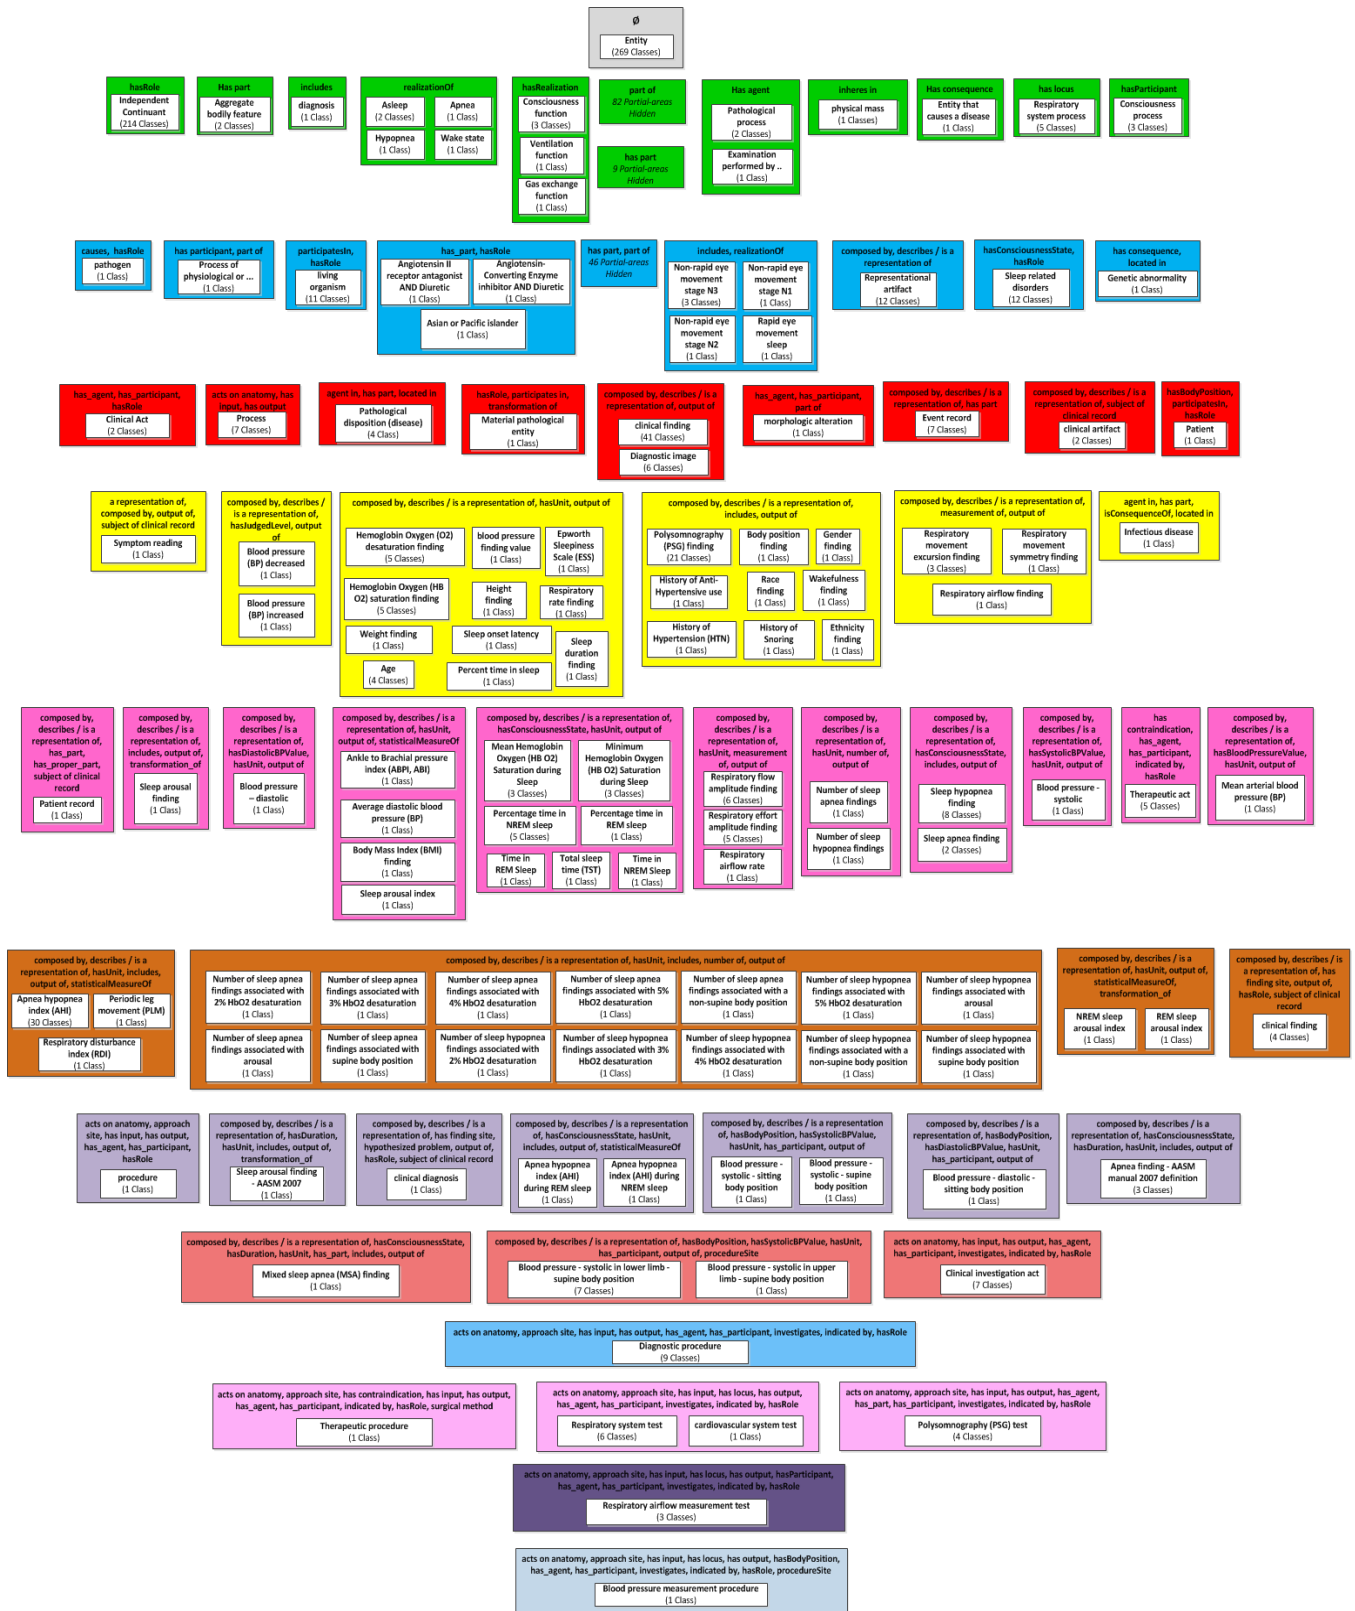 Ø
Entity
(269 Classes)
hasRole
Independent
Continuant
(214 Classes)
Has part
Aggregate
bodily feature
(2 Classes)
includes
diagnosis
(1 Class)
realizationOf
Asleep
(2 Classes)
Apnea
(1 Class)
Hypopnea
(1 Class)
Wake state
(1 Class)
hasRealization
Consciousness
function
(3 Classes)
Ventilation
function
(1 Class)
Gas exchange
function
(1 Class)
part of
82 Partial-areas
Hidden
has part
9 Partial-areas
Hidden
Has agent
Pathological
process
(2 Classes)
Examination
performed by ..
(1 Class)
inheres in
physical mass
(1 Classes)
Has consequence
Entity that
causes a disease
(1 Class)
has locus
Respiratory
system process
(5 Classes)
hasParticipant
Consciousness
process
(3 Classes)
causes, hasRole
pathogen
(1 Class)
has participant, part of
Process of
physiological or ...
(1 Class)
participatesIn,
hasRole
living
organism
(11 Classes)
has_part, hasRole
Angiotensin II
receptor antagonist
AND Diuretic
(1 Class)
Angiotensin-
Converting Enzyme
inhibitor AND Diuretic
(1 Class)
Asian or Pacific islander
(1 Class)
has part, part of
46 Partial-areas
Hidden
includes, realizationOf
Non-rapid eye
movement
stage N3
(3 Classes)
Non-rapid eye
movement
stage N1
(1 Class)
Non-rapid eye
movement
stage N2
(1 Class)
Rapid eye
movement
sleep
(1 Class)
composed by, describes / is a
representation of
Representational
artifact
(12 Classes)
hasConsciousnessState,
hasRole
Sleep related
disorders
(12 Classes)
has consequence,
located in
Genetic abnormality
(1 Class)
has_agent, has_participant,
hasRole
Clinical Act
(2 Classes)
acts on anatomy, has
input, has output
Process
(7 Classes)
agent in, has part, located in
Pathological
disposition (disease)
(4 Class)
hasRole, participates in,
transformation of
Material pathological
entity
(1 Class)
composed by, describes / is a
representation of, output of
clinical finding
(41 Classes)
Diagnostic image
(6 Classes)
has_agent, has_participant,
part of
morphologic alteration
(1 Class)
composed by, describes / is a
representation of, has part
Event record
(7 Classes)
composed by, describes / is a
representation of, subject of
clinical record
clinical artifact
(2 Classes)
hasBodyPosition,
participatesIn,
hasRole
Patient
(1 Class)
a representation of,
composed by, output of,
subject of clinical record
Symptom reading
(1 Class)
composed by, describes /
is a representation of,
hasJudgedLevel, output
of
Blood pressure
(BP) decreased
(1 Class)
Blood pressure
(BP) increased
(1 Class)
composed by, describes / is a representation of, hasUnit, output of
Hemoglobin Oxygen (O2)
desaturation finding
(5 Classes)
blood pressure
finding value
(1 Class)
Epworth
Sleepiness
Scale (ESS)
(1 Class)
Hemoglobin Oxygen (HB
O2) saturation finding
(5 Classes)
Height
finding
(1 Class)
Respiratory
rate finding
(1 Class)
Weight finding
(1 Class)
Sleep onset latency
(1 Class)
Sleep
duration
finding
(1 Class)
Age
(4 Classes)
Percent time in sleep
(1 Class)
composed by, describes / is a representation of,
includes, output of
Polysomnography
(PSG) finding
(21 Classes)
Body position
finding
(1 Class)
Gender
finding
(1 Class)
History of Anti-
Hypertensive use
(1 Class)
Race
finding
(1 Class)
Wakefulness
finding
(1 Class)
History of
Hypertension (HTN)
(1 Class)
History of
Snoring
(1 Class)
Ethnicity
finding
(1 Class)
composed by, describes / is a representation of,
measurement of, output of
Respiratory
movement
excursion finding
(3 Classes)
Respiratory
movement
symmetry finding
(1 Class)
Respiratory airflow finding
(1 Class)
agent in, has part,
isConsequenceOf, located in
Infectious disease
(1 Class)
composed by,
describes / is a
representation of,
has_part,
has_proper_part,
subject of clinical
record
Patient record
(1 Class)
composed by,
describes / is a
representation of,
includes, output of,
transformation_of
Sleep arousal
finding
(1 Class)
composed by,
describes / is a
representation of,
hasDiastolicBPValue,
hasUnit, output of
Blood pressure
– diastolic
(1 Class)
composed by, describes / is a
representation of, hasUnit,
output of, statisticalMeasureOf
Ankle to Brachial pressure
index (ABPI, ABI)
(1 Class)
Average diastolic blood
pressure (BP)
(1 Class)
Body Mass Index (BMI)
finding
(1 Class)
Sleep arousal index
(1 Class)
composed by, describes / is a representation of,
hasConsciousnessState, hasUnit, output of
Mean Hemoglobin
Oxygen (HB O2)
Saturation during
Sleep
(3 Classes)
Minimum
Hemoglobin Oxygen
(HB O2) Saturation
during Sleep
(3 Classes)
Percentage time in
NREM sleep
(5 Classes)
Percentage time in
REM sleep
(1 Class)
Time in
REM Sleep
(1 Class)
Total sleep
time (TST)
(1 Class)
Time in
NREM Sleep
(1 Class)
composed by,
describes / is a
representation of,
hasUnit, measurement
of, output of
Respiratory flow
amplitude finding
(6 Classes)
Respiratory effort
amplitude finding
(5 Classes)
Respiratory
airflow rate
(1 Class)
composed by,
describes / is a
representation of,
hasUnit, number of,
output of
Number of sleep
apnea findings
(1 Class)
Number of sleep
hypopnea findings
(1 Class)
composed by,
describes / is a
representation of,
hasConsciousnessState,
includes, output of
Sleep hypopnea
finding
(8 Classes)
Sleep apnea finding
(2 Classes)
composed by,
describes / is a
representation of,
hasSystolicBPValue,
hasUnit, output of
Blood pressure -
systolic
(1 Class)
has
contraindication,
has_agent,
has_participant,
indicated by,
hasRole
Therapeutic act
(5 Classes)
composed by,
describes / is a
representation of,
hasBloodPressureValue,
hasUnit, output of
Mean arterial blood
pressure (BP)
(1 Class)
composed by, describes / is a
representation of, hasUnit, includes,
output of, statisticalMeasureOf
Apnea hypopnea
index (AHI)
(30 Classes)
Periodic leg
movement (PLM)
(1 Class)
Respiratory disturbance
index (RDI)
(1 Class)
composed by, describes / is a representation of, hasUnit, includes, number of, output of
Number of sleep apnea
findings associated with
2% HbO2 desaturation
(1 Class)
Number of sleep apnea
findings associated with
3% HbO2 desaturation
(1 Class)
Number of sleep apnea
findings associated with
4% HbO2 desaturation
(1 Class)
Number of sleep apnea
findings associated with 5%
HbO2 desaturation
(1 Class)
Number of sleep apnea
findings associated with a
non-supine body position
(1 Class)
Number of sleep hypopnea
findings associated with
5% HbO2 desaturation
(1 Class)
Number of sleep hypopnea
findings associated with
arousal
(1 Class)
Number of sleep apnea
findings associated with
arousal
(1 Class)
Number of sleep apnea
findings associated with
supine body position
(1 Class)
Number of sleep hypopnea
findings associated with
2% HbO2 desaturation
(1 Class)
Number of sleep hypopnea
findings associated with 3%
HbO2 desaturation
(1 Class)
Number of sleep hypopnea
findings associated with
4% HbO2 desaturation
(1 Class)
Number of sleep hypopnea
findings associated with a
non-supine body position
(1 Class)
Number of sleep hypopnea
findings associated with
supine body position
(1 Class)
composed by, describes / is a
representation of, hasUnit, output of,
statisticalMeasureOf,
transformation_of
NREM sleep
arousal index
(1 Class)
REM sleep
arousal index
(1 Class)
composed by, describes / is
a representation of, has
finding site, output of,
hasRole, subject of clinical
record
clinical finding
(4 Classes)
acts on anatomy, approach
site, has input, has output,
has_agent, has_participant,
hasRole
procedure
(1 Class)
composed by, describes / is a
representation of, hasDuration,
hasUnit, includes, output of,
transformation_of
Sleep arousal finding
- AASM 2007
(1 Class)
composed by, describes / is a
representation of, has finding site,
hypothesized problem, output of,
hasRole, subject of clinical record
clinical diagnosis
(1 Class)
composed by, describes / is a representation
of, hasConsciousnessState, hasUnit,
includes, output of, statisticalMeasureOf
Apnea hypopnea
index (AHI)
during REM sleep
(1 Class)
Apnea hypopnea
index (AHI) during
NREM sleep
(1 Class)
composed by, describes / is a representation
of, hasBodyPosition, hasSystolicBPValue,
hasUnit, has_participant, output of
Blood pressure -
systolic - sitting
body position
(1 Class)
Blood pressure -
systolic - supine
body position
(1 Class)
composed by, describes / is a
representation of, hasBodyPosition,
hasDiastolicBPValue, hasUnit,
has_participant, output of
Blood pressure - diastolic -
sitting body position
(1 Class)
composed by, describes / is a
representation of, hasConsciousnessState,
hasDuration, hasUnit, includes, output of
Apnea finding - AASM
manual 2007 definition
(3 Classes)
composed by, describes / is a representation of, hasConsciousnessState,
hasDuration, hasUnit, has_part, includes, output of
Mixed sleep apnea (MSA) finding
(1 Class)
composed by, describes / is a representation of, hasBodyPosition, hasSystolicBPValue, hasUnit,
has_participant, output of, procedureSite
Blood pressure - systolic in lower limb -
supine body position
(7 Classes)
Blood pressure - systolic in upper
limb - supine body position
(1 Class)
acts on anatomy, has input, has output, has_agent,
has_participant, investigates, indicated by, hasRole
Clinical investigation act
(7 Classes)
acts on anatomy, approach site, has input, has output, has_agent, has_participant, investigates, indicated by, hasRole
Diagnostic procedure
(9 Classes)
acts on anatomy, approach site, has contraindication, has input, has output,
has_agent, has_participant, indicated by, hasRole, surgical method
Therapeutic procedure
(1 Class)
acts on anatomy, approach site, has input, has locus, has output,
has_agent, has_participant, investigates, indicated by, hasRole
Respiratory system test
(6 Classes)
cardiovascular system test
(1 Class)
acts on anatomy, approach site, has input, has output, has_agent,
has_part, has_participant, investigates, indicated by, hasRole
Polysomnography (PSG) test
(4 Classes)
acts on anatomy, approach site, has input, has locus, has output, hasParticipant,
has_agent, has_participant, investigates, indicated by, hasRole
Respiratory airflow measurement test
(3 Classes)
acts on anatomy, approach site, has input, has locus, has output, hasBodyPosition,
has_agent, has_participant, investigates, indicated by, hasRole, procedureSite
Blood pressure measurement procedure
(1 Class)